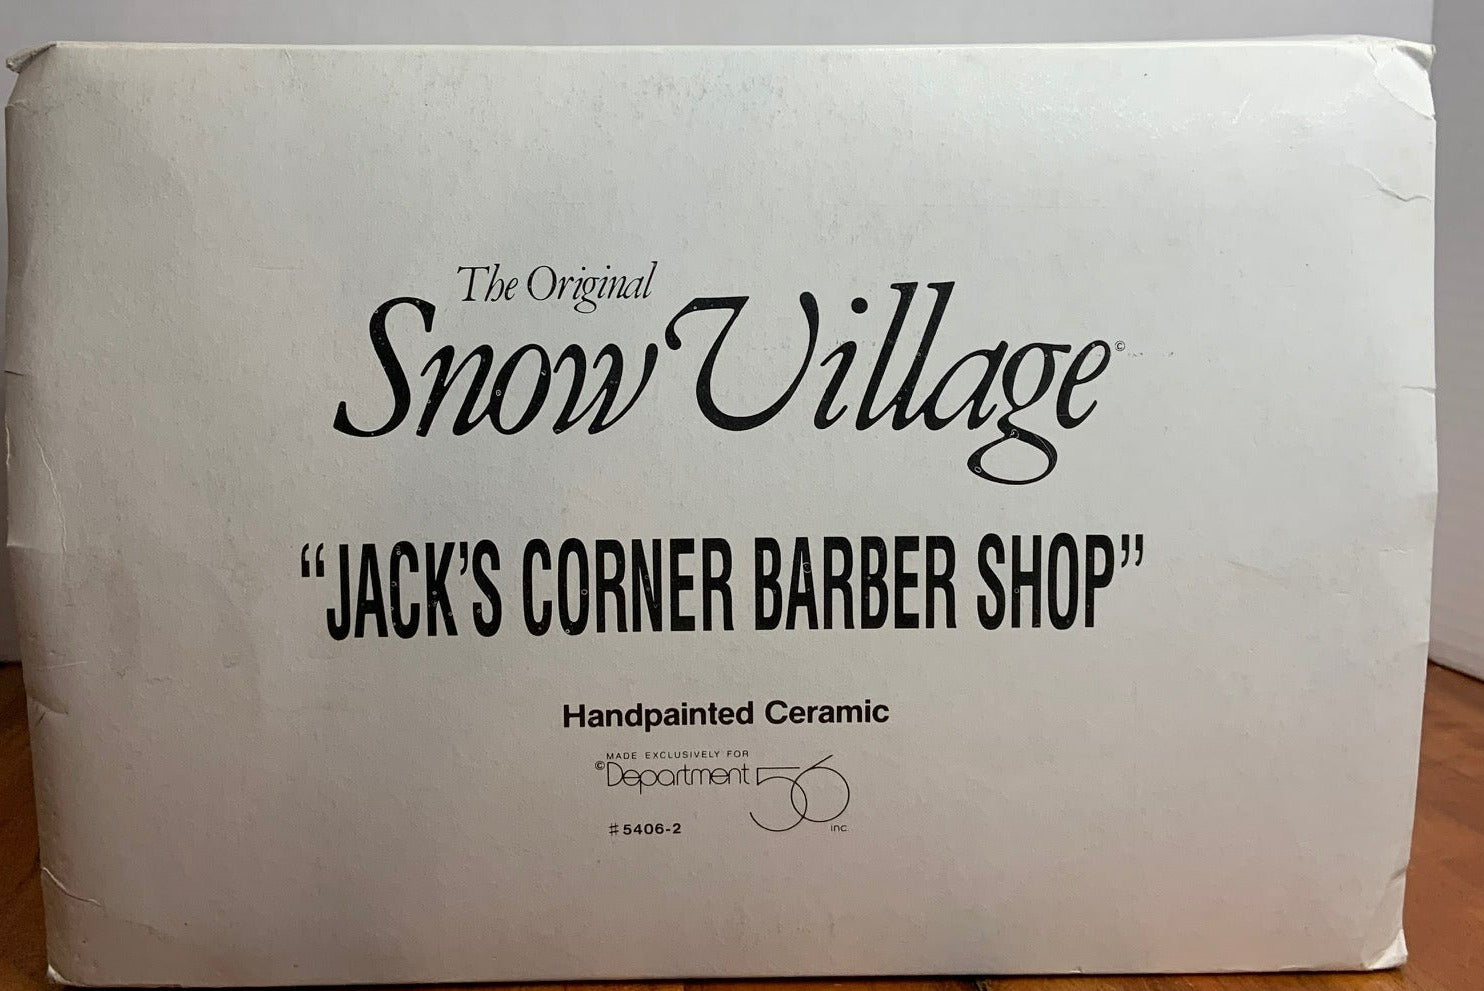 The Original
Snow Village©
“JACK’S CORNER BARBER SHOP”
Handpainted Ceramic
MADE EXCLUSIVELY FOR
©Department 56
inc.
#5406-2